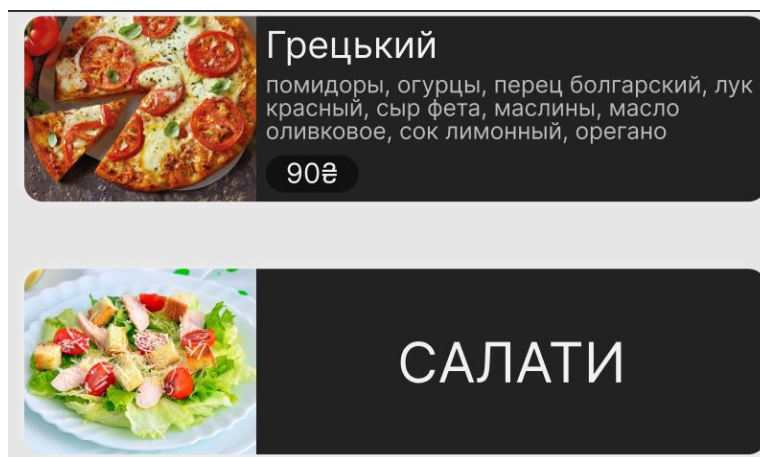 Грецький
помидоры, огурцы, перец болгарский, лук
красный, сыр фета, маслины, масло
оливковое, сок лимонный, орегано
90₴
САЛАТИ